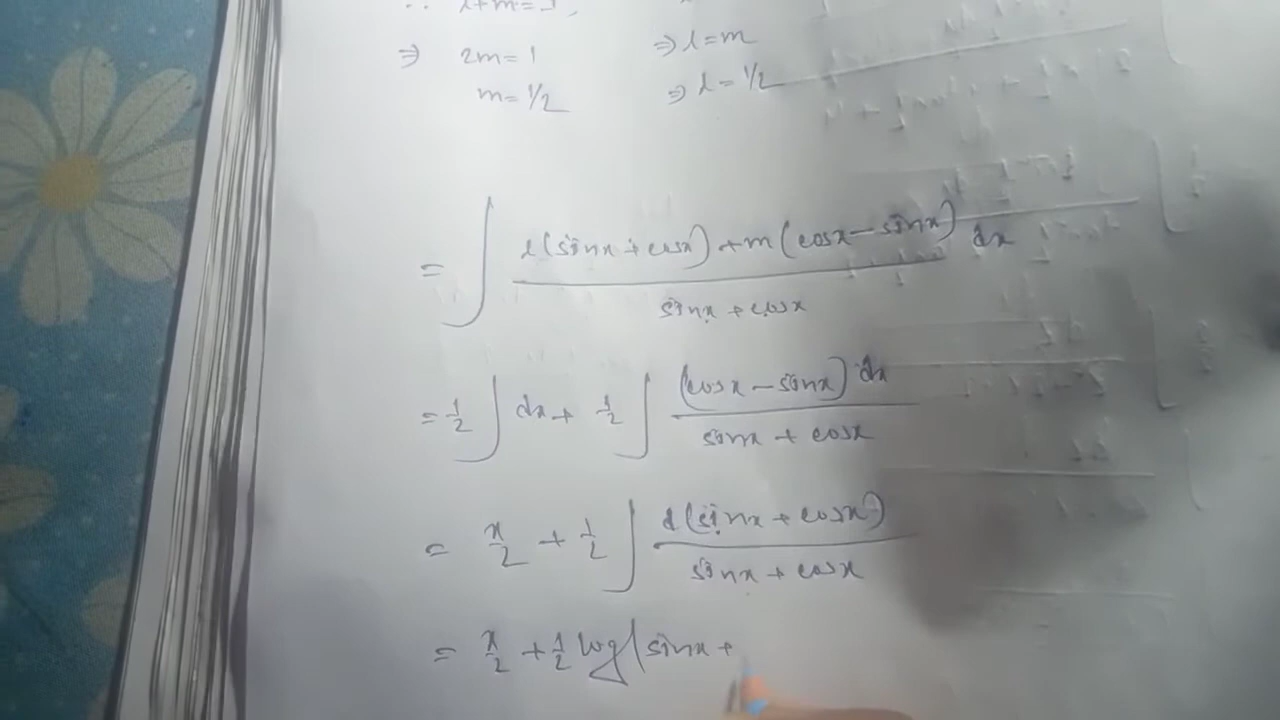 ∴ l+m=1,
⇒ 2m=1 ⇒ l=m
m=1/2 ⇒ l=1/2
= ∫ l(sinx+cosx)+m(cosx-sinx) dx / sinx+cosx
= 1/2 ∫ dx + 1/2 ∫ (cosx-sinx) dx / sinx+cosx
= x/2 + 1/2 ∫ d(sinx+cosx) / sinx+cosx
= x/2 + 1/2 log(sinx+